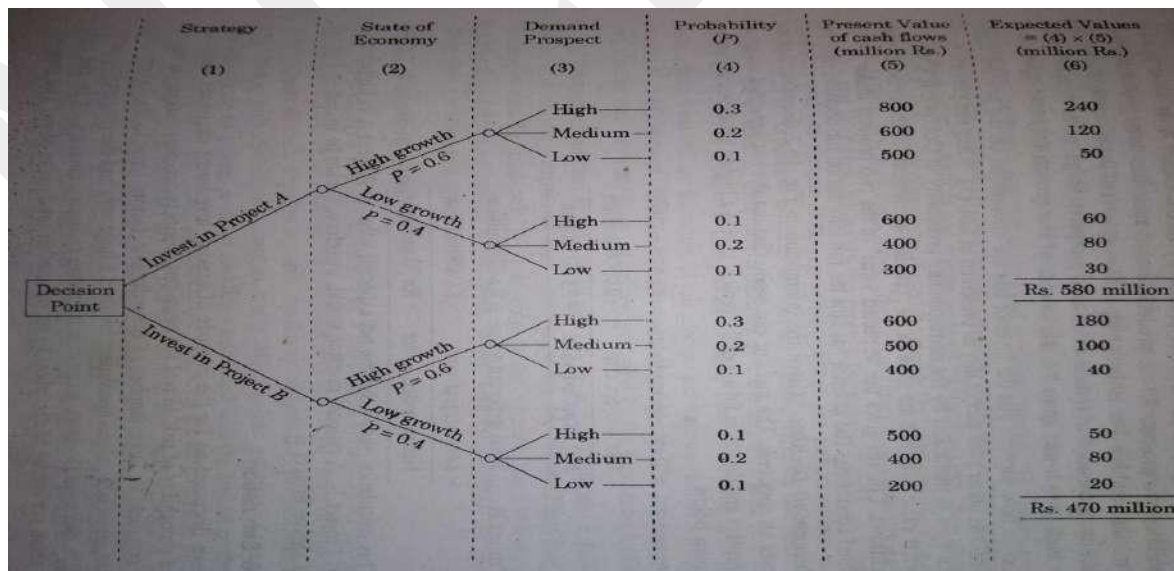 Strategy State of Economy Demand Prospect Probability (P) Present Value of cash flows (million Rs.) Expected Values = (4) × (5) (million Rs.)
(1) (2) (3) (4) (5) (6)
High 0.3 800 240
High growth Medium 0.2 600 120
P = 0.6 Low 0.1 500 50
Invest in Project A
Low growth High 0.1 600 60
P = 0.4 Medium 0.2 400 80
Low 0.1 300 30
Rs. 580 million
Decision
Point
High 0.3 600 180
High growth Medium 0.2 500 100
P = 0.6 Low 0.1 400 40
Invest in Project B
Low growth High 0.1 500 50
P = 0.4 Medium 0.2 400 80
Low 0.1 200 20
Rs. 470 million